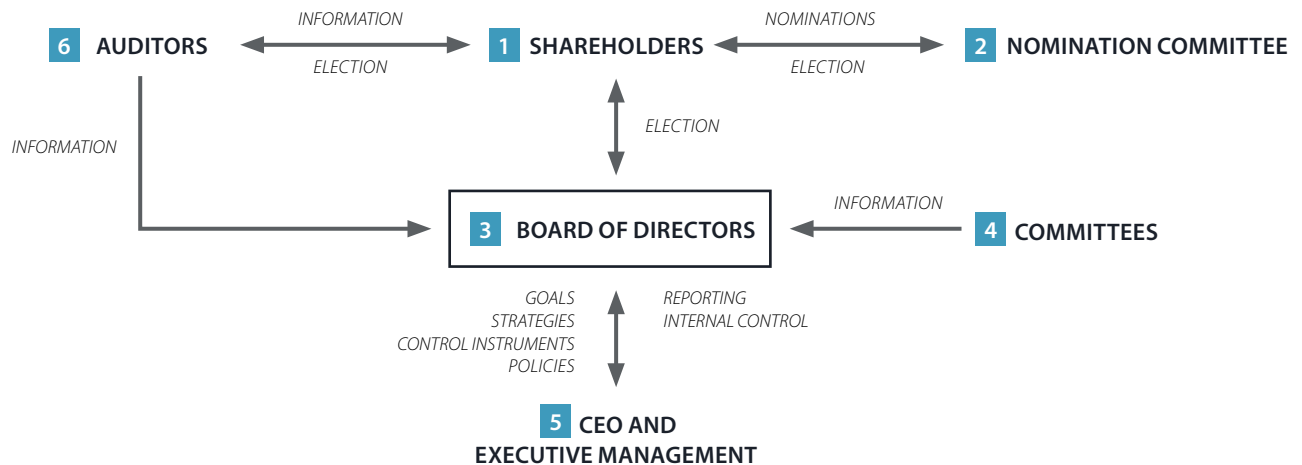 INFORMATION
NOMINATIONS
6 AUDITORS
1 SHAREHOLDERS
2 NOMINATION COMMITTEE
ELECTION
ELECTION
ELECTION
INFORMATION
3 BOARD OF DIRECTORS
INFORMATION
4 COMMITTEES
GOALS
STRATEGIES
CONTROL INSTRUMENTS
POLICIES
REPORTING
INTERNAL CONTROL
5 CEO AND
EXECUTIVE MANAGEMENT